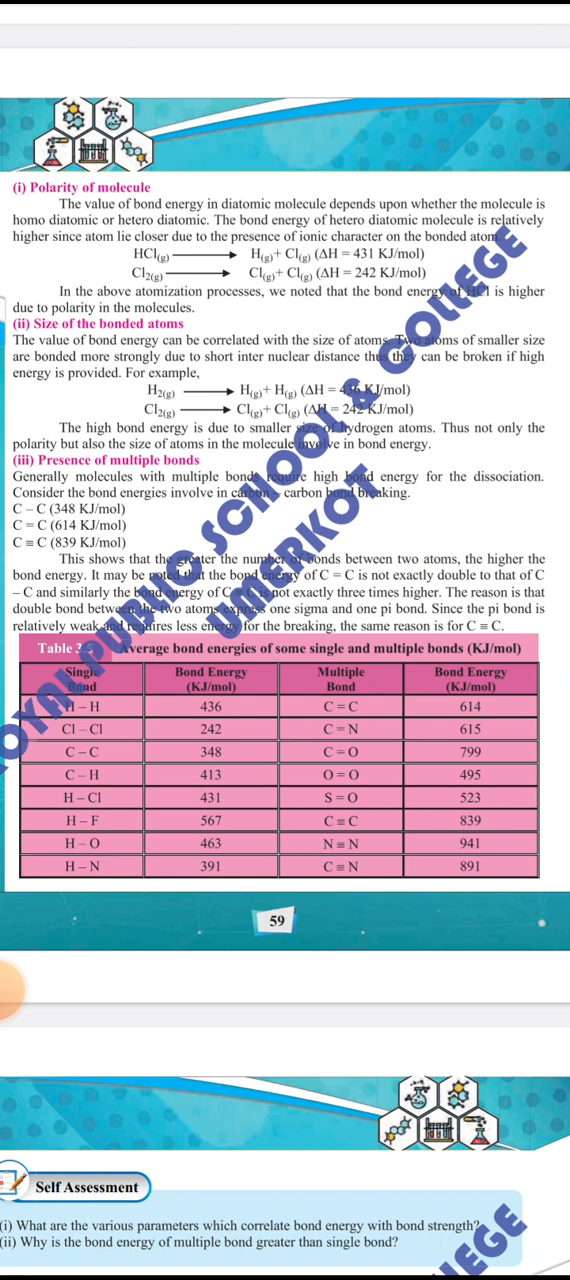 (i) Polarity of molecule
The value of bond energy in diatomic molecule depends upon whether the molecule is
homo diatomic or hetero diatomic. The bond energy of hetero diatomic molecule is relatively
higher since atom lie closer due to the presence of ionic character on the bonded atom.
HCl(g) ⟶ H(g)+ Cl(g) (ΔH = 431 KJ/mol)
Cl2(g) ⟶ Cl(g)+ Cl(g) (ΔH = 242 KJ/mol)
In the above atomization processes, we noted that the bond energy of HCl is higher
due to polarity in the molecules.
(ii) Size of the bonded atoms
The value of bond energy can be correlated with the size of atoms. Two atoms of smaller size
are bonded more strongly due to short inter nuclear distance thus they can be broken if high
energy is provided. For example,
H2(g) ⟶ H(g)+ H(g) (ΔH = 436 KJ/mol)
Cl2(g) ⟶ Cl(g)+ Cl(g) (ΔH = 242 KJ/mol)
The high bond energy is due to smaller size of hydrogen atoms. Thus not only the
polarity but also the size of atoms in the molecule involve in bond energy.
(iii) Presence of multiple bonds
Generally molecules with multiple bonds require high bond energy for the dissociation.
Consider the bond energies involve in carbon – carbon bond breaking.
C – C (348 KJ/mol)
C = C (614 KJ/mol)
C ≡ C (839 KJ/mol)
This shows that the greater the number of bonds between two atoms, the higher the
bond energy. It may be noted that the bond energy of C = C is not exactly double to that of C
– C and similarly the bond energy of C ≡ C is not exactly three times higher. The reason is that
double bond between the two atoms express one sigma and one pi bond. Since the pi bond is
relatively weak and requires less energy for the breaking, the same reason is for C ≡ C.
Table 3. Average bond energies of some single and multiple bonds (KJ/mol)
Single Bond | Bond Energy (KJ/mol) | Multiple Bond | Bond Energy (KJ/mol)
H – H 436 C = C 614
Cl – Cl 242 C = N 615
C – C 348 C = O 799
C – H 413 O = O 495
H – Cl 431 S = O 523
H – F 567 C ≡ C 839
H – O 463 N ≡ N 941
H – N 391 C ≡ N 891
ROYAL PUBLIC SCHOOL & COLLEGE
UMERKOT
59
Self Assessment
(i) What are the various parameters which correlate bond energy with bond strength?
(ii) Why is the bond energy of multiple bond greater than single bond?
LEGE